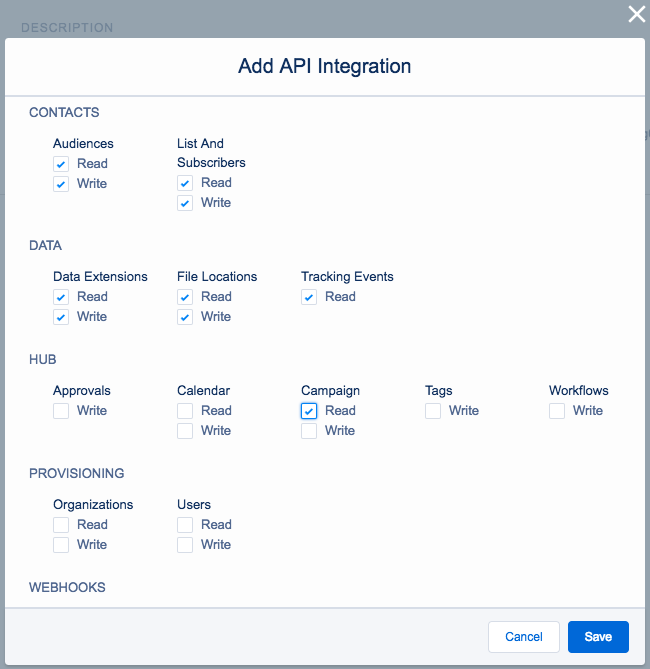 DESCRIPTION
Add API Integration
CONTACTS
Audiences
Read
Write
List And
Subscribers
Read
Write
DATA
Data Extensions
Read
Write
File Locations
Read
Write
Tracking Events
Read
HUB
Approvals
Write
Calendar
Read
Write
Campaign
Read
Write
Tags
Write
Workflows
Write
PROVISIONING
Organizations
Read
Write
Users
Read
Write
WEBHOOKS
Cancel
Save